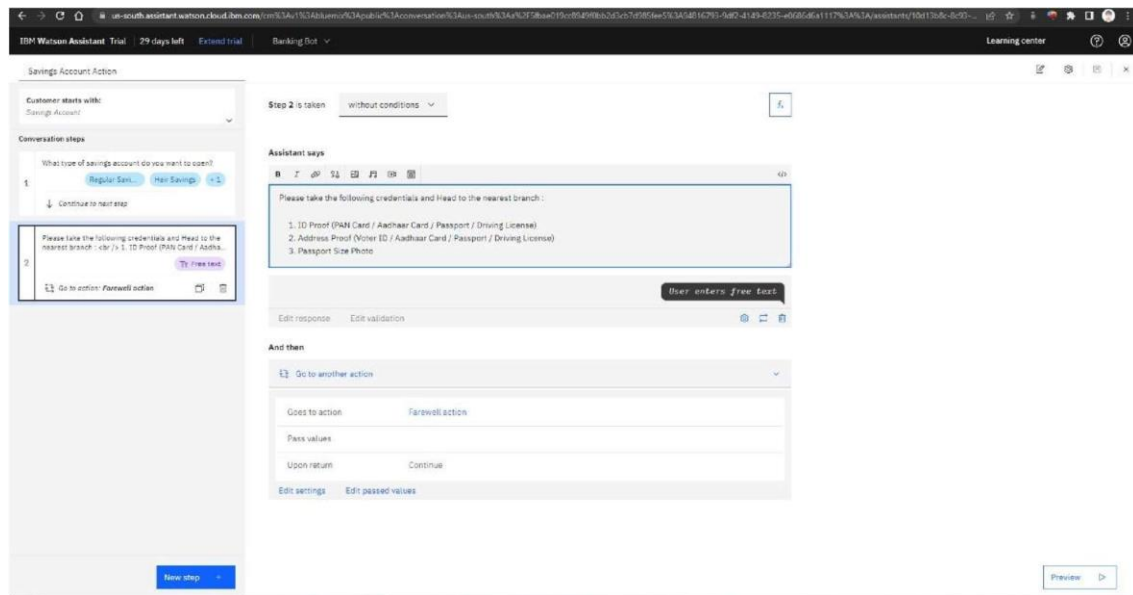 IBM Watson Assistant Trial 29 days left Extend trial Banking Bot Learning center
Savings Account Action
Customer starts with:
Savings Account
Step 2 is taken without conditions
fx
Conversation steps
What type of savings account do you want to open?
1
Regular Savi... +1
Continue to next step
Please take the following credentials and Head to the
nearest branch : <br /> 1. ID Proof (PAN Card / Aadha...
2
Free text
Go to action: Farewell action
Assistant says
B I
</>
Please take the following credentials and Head to the nearest branch :
1. ID Proof (PAN Card / Aadhaar Card / Passport / Driving License)
2. Address Proof (Voter ID / Aadhaar Card / Passport / Driving License)
3. Passport Size Photo
User enters free text
Edit response Edit validation
And then
Go to another action
Goes to action Farewell action
Pass values
Upon return Continue
Edit settings Edit passed values
New step +
Preview